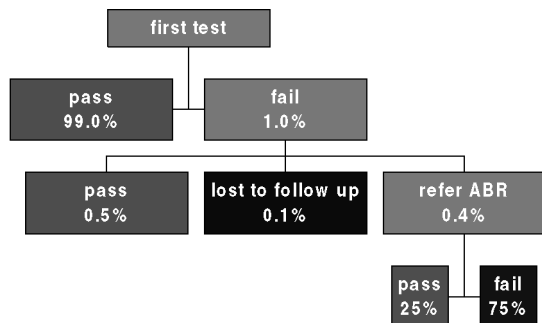 first test
pass
99.0%
fail
1.0%
pass
0.5%
lost to follow up
0.1%
refer ABR
0.4%
pass
25%
fail
75%